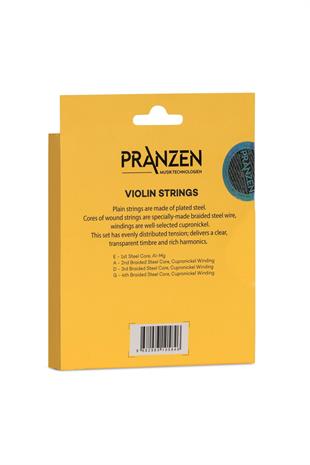 PRANZEN
MUSIK TECHNOLOGIEN
PRANZEN
VIOLIN STRINGS
Plain strings are made of plated steel.
Cores of wound strings are specially-made braided steel wire,
windings are well-selected cupronickel.
This set has evenly distributed tension; delivers a clear,
transparent timbre and rich harmonics.
E - 1st Steel Core, Al-Mg
A - 2nd Braided Steel Core, Cupronickel Winding
D - 3rd Braided Steel Core, Cupronickel Winding
G - 4th Braided Steel Core, Cupronickel Winding